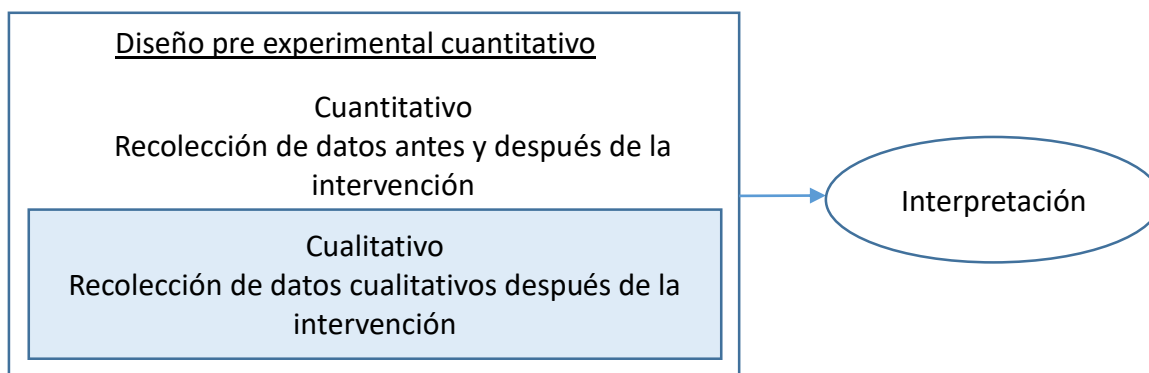 Diseño pre experimental cuantitativo
Cuantitativo
Recolección de datos antes y después de la
intervención
Cualitativo
Recolección de datos cualitativos después de la
intervención
Interpretación